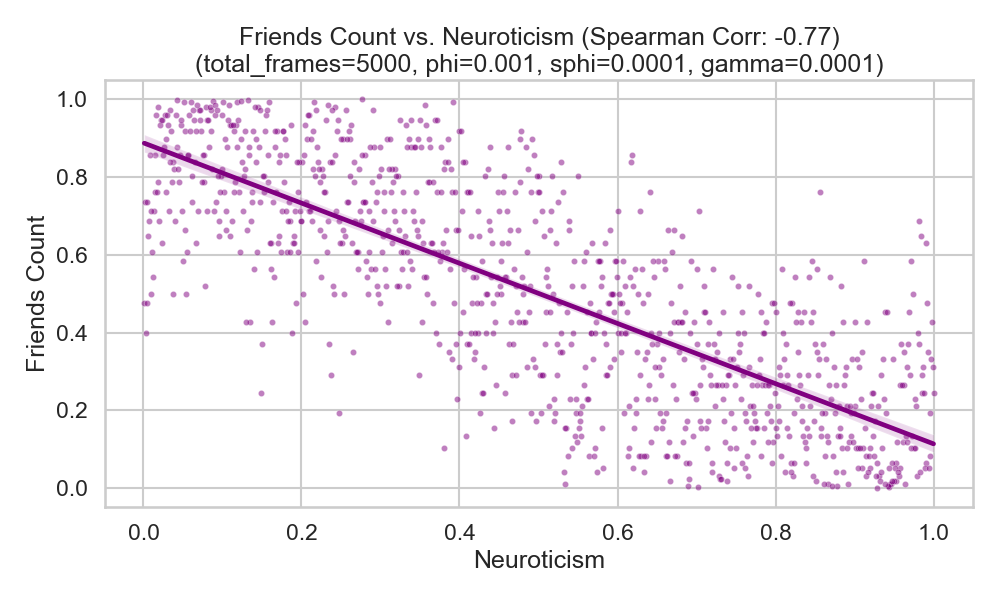 Friends Count vs. Neuroticism (Spearman Corr: -0.77)
(total_frames=5000, phi=0.001, sphi=0.0001, gamma=0.0001)
1.0
0.8
0.6
0.4
0.2
0.0
Friends Count
0.0 0.2 0.4 0.6 0.8 1.0
Neuroticism